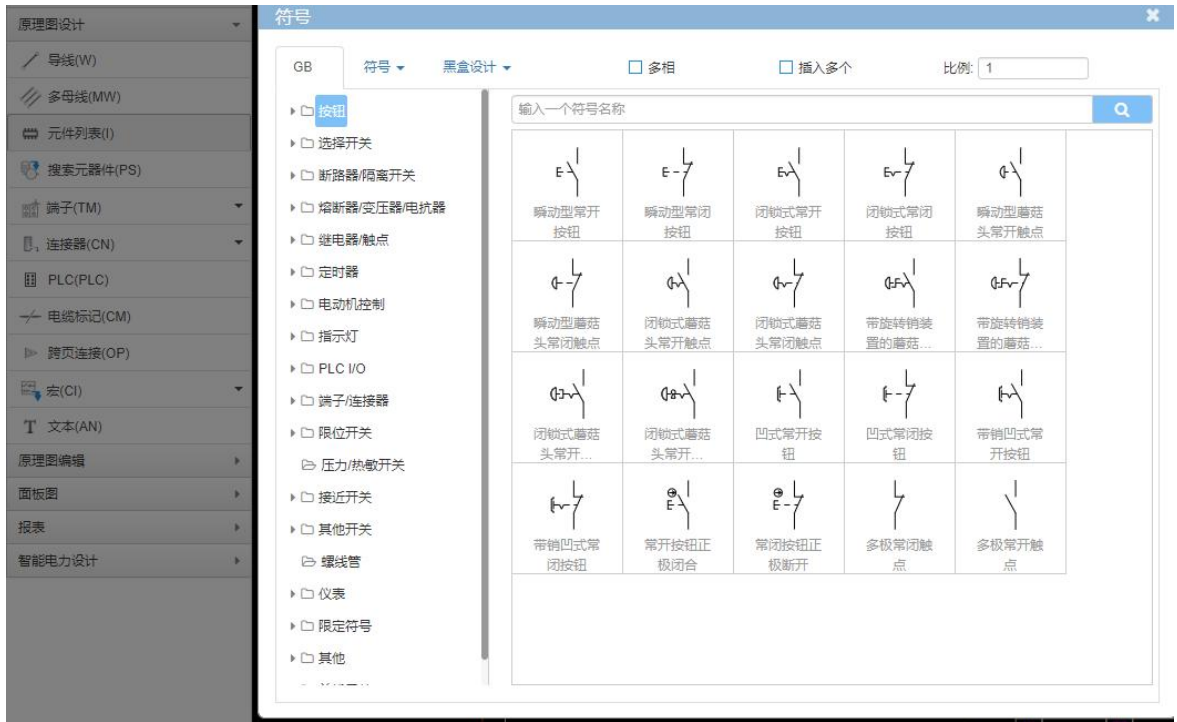 原理图设计
导线(W)
多母线(MW)
元件列表(I)
搜索元器件(PS)
端子(TM)
连接器(CN)
PLC(PLC)
电缆标记(CM)
跨页连接(OP)
宏(CI)
文本(AN)
原理图编辑
面板图
报表
智能电力设计
符号
GB 符号 黑盒设计 多相 插入多个 比例: 1
按钮
选择开关
断路器/隔离开关
熔断器/变压器/电抗器
继电器/触点
定时器
电动机控制
指示灯
PLC I/O
端子/连接器
限位开关
压力/热敏开关
接近开关
其他开关
螺线管
仪表
限定符号
其他
输入一个符号名称
瞬动型常开 瞬动型常闭 闭锁式常开 闭锁式常闭 瞬动型蘑菇
按钮 按钮 按钮 按钮 头常开触点
瞬动型蘑菇 闭锁式蘑菇 闭锁式蘑菇 带旋转销装 带旋转销装
头常闭触点 头常开触点 头常闭触点 置的蘑菇... 置的蘑菇...
闭锁式蘑菇 闭锁式蘑菇 凹式常开按 凹式常闭按 带销凹式常
头常开... 头常开... 钮 钮 开按钮
带销凹式常 常开按钮正 常闭按钮正 多极常闭触 多极常开触
闭按钮 极闭合 极断开 点 点